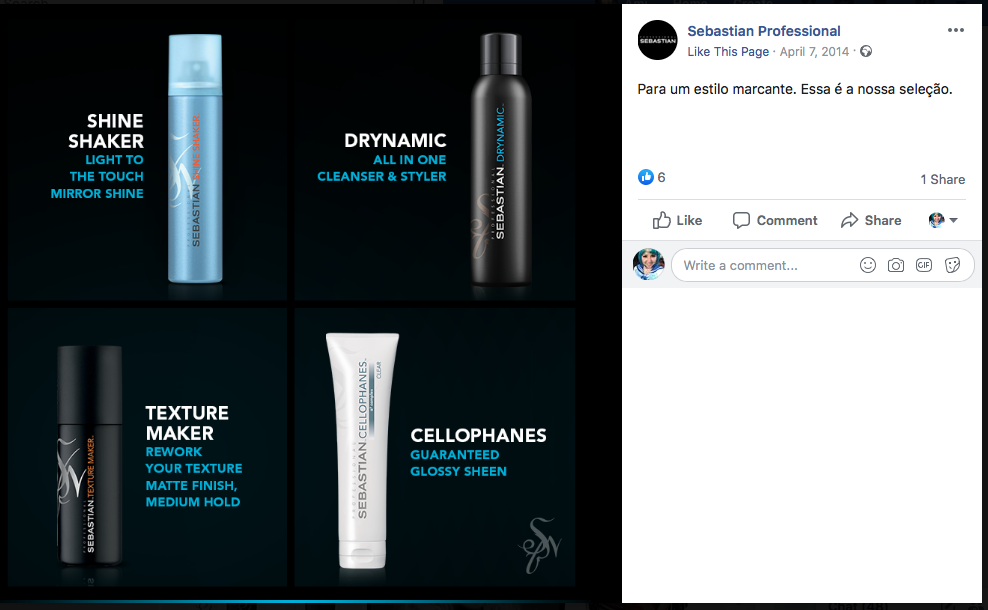 SHINE
SHAKER
LIGHT TO
THE TOUCH
MIRROR SHINE
SEBASTIAN.SHINE SHAKER
DRYNAMIC
ALL IN ONE
CLEANSER & STYLER
PROFESSIONAL
SEBASTIAN.DRYNAMIC.
TEXTURE
MAKER
REWORK
YOUR TEXTURE
MATTE FINISH,
MEDIUM HOLD
SEBASTIAN.TEXTURE MAKER.
CELLOPHANES
GUARANTEED
GLOSSY SHEEN
SEBASTIAN.CELLOPHANES.
CLEAR
SEBASTIAN
Sebastian Professional
Like This Page · April 7, 2014 ·
Para um estilo marcante. Essa é a nossa seleção.
6
1 Share
Like Comment Share
Write a comment...
GIF